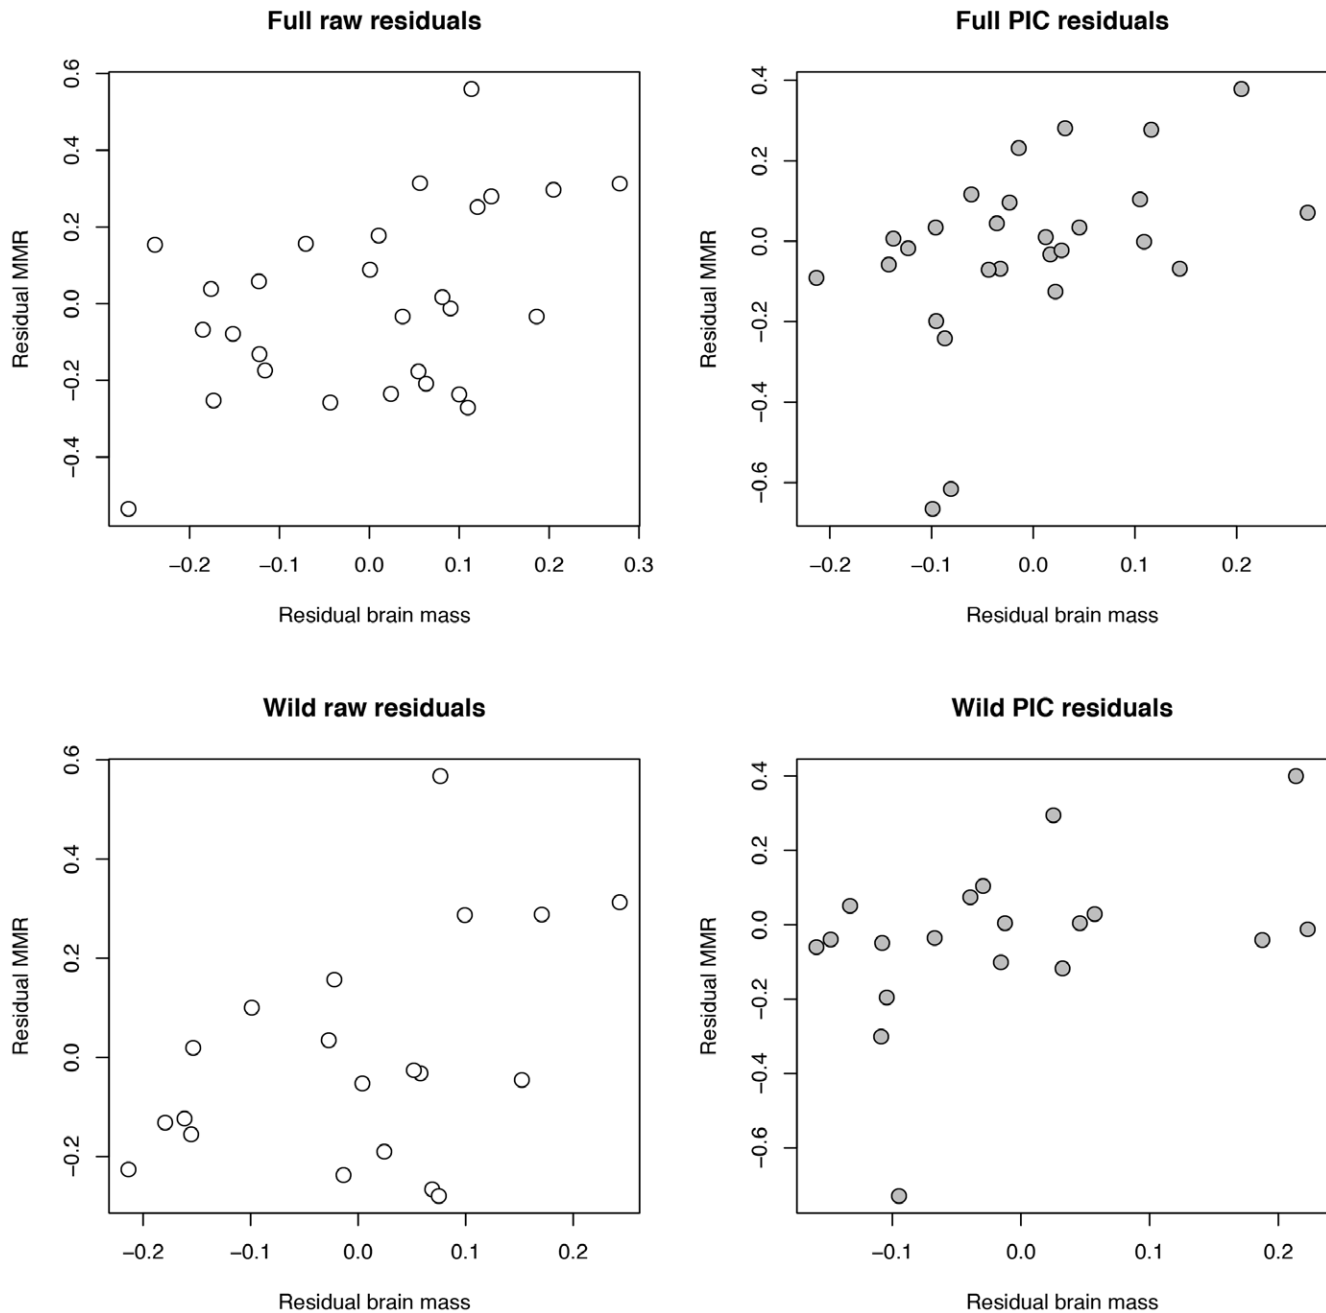 Full raw residuals
Residual MMR
0.6
0.4
0.2
0.0
−0.2
−0.4
−0.2 −0.1 0.0 0.1 0.2 0.3
Residual brain mass
Full PIC residuals
Residual MMR
0.4
0.2
0.0
−0.2
−0.4
−0.6
−0.2 −0.1 0.0 0.1 0.2
Residual brain mass
Wild raw residuals
Residual MMR
0.6
0.4
0.2
0.0
−0.2
−0.2 −0.1 0.0 0.1 0.2
Residual brain mass
Wild PIC residuals
Residual MMR
0.4
0.2
0.0
−0.2
−0.4
−0.6
−0.1 0.0 0.1 0.2
Residual brain mass